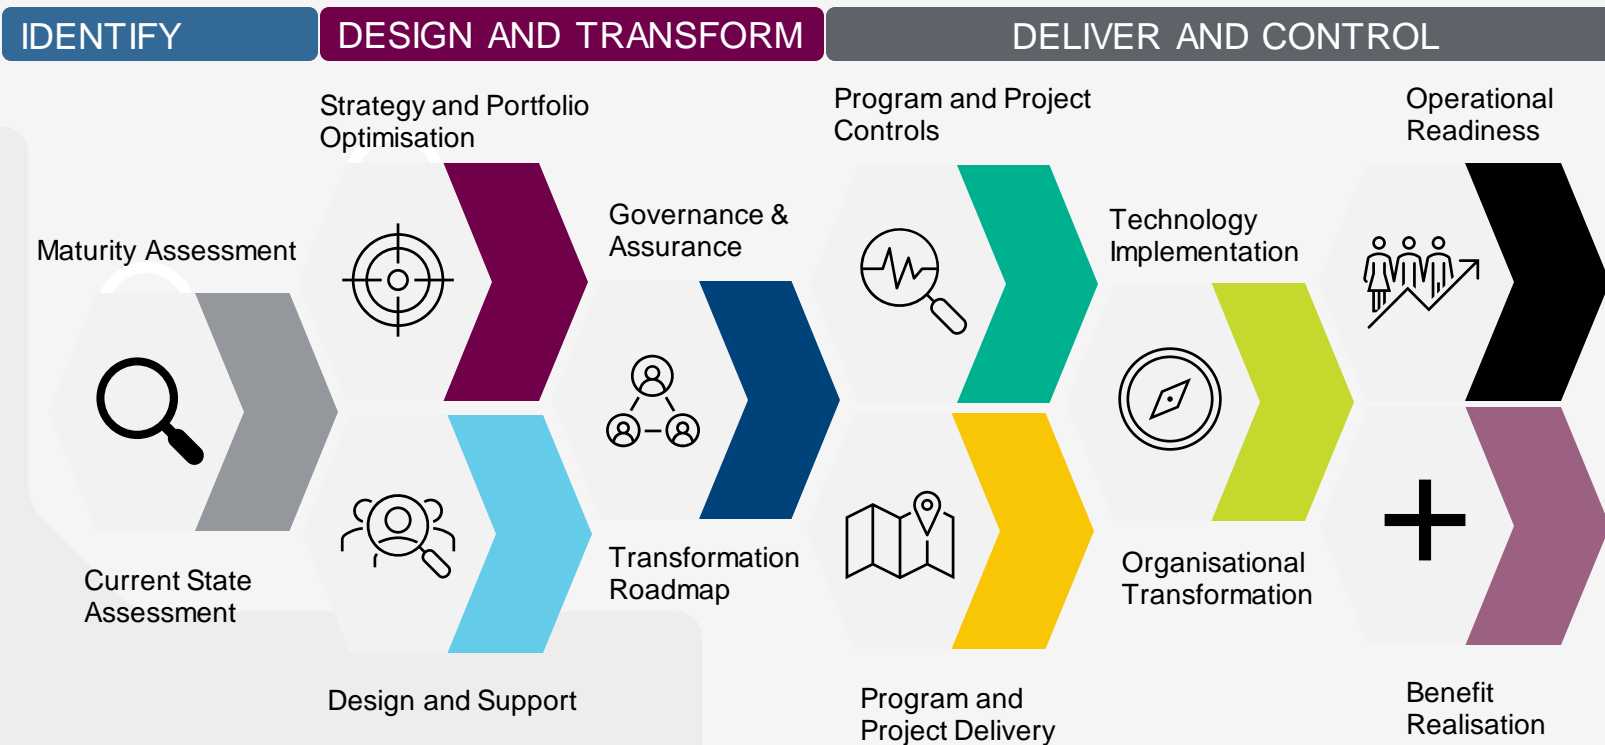 IDENTIFY
DESIGN AND TRANSFORM
DELIVER AND CONTROL
Maturity Assessment
Current State
Assessment
Strategy and Portfolio
Optimisation
Design and Support
Governance &
Assurance
Transformation
Roadmap
Program and Project
Controls
Program and
Project Delivery
Technology
Implementation
Organisational
Transformation
Operational
Readiness
Benefit
Realisation